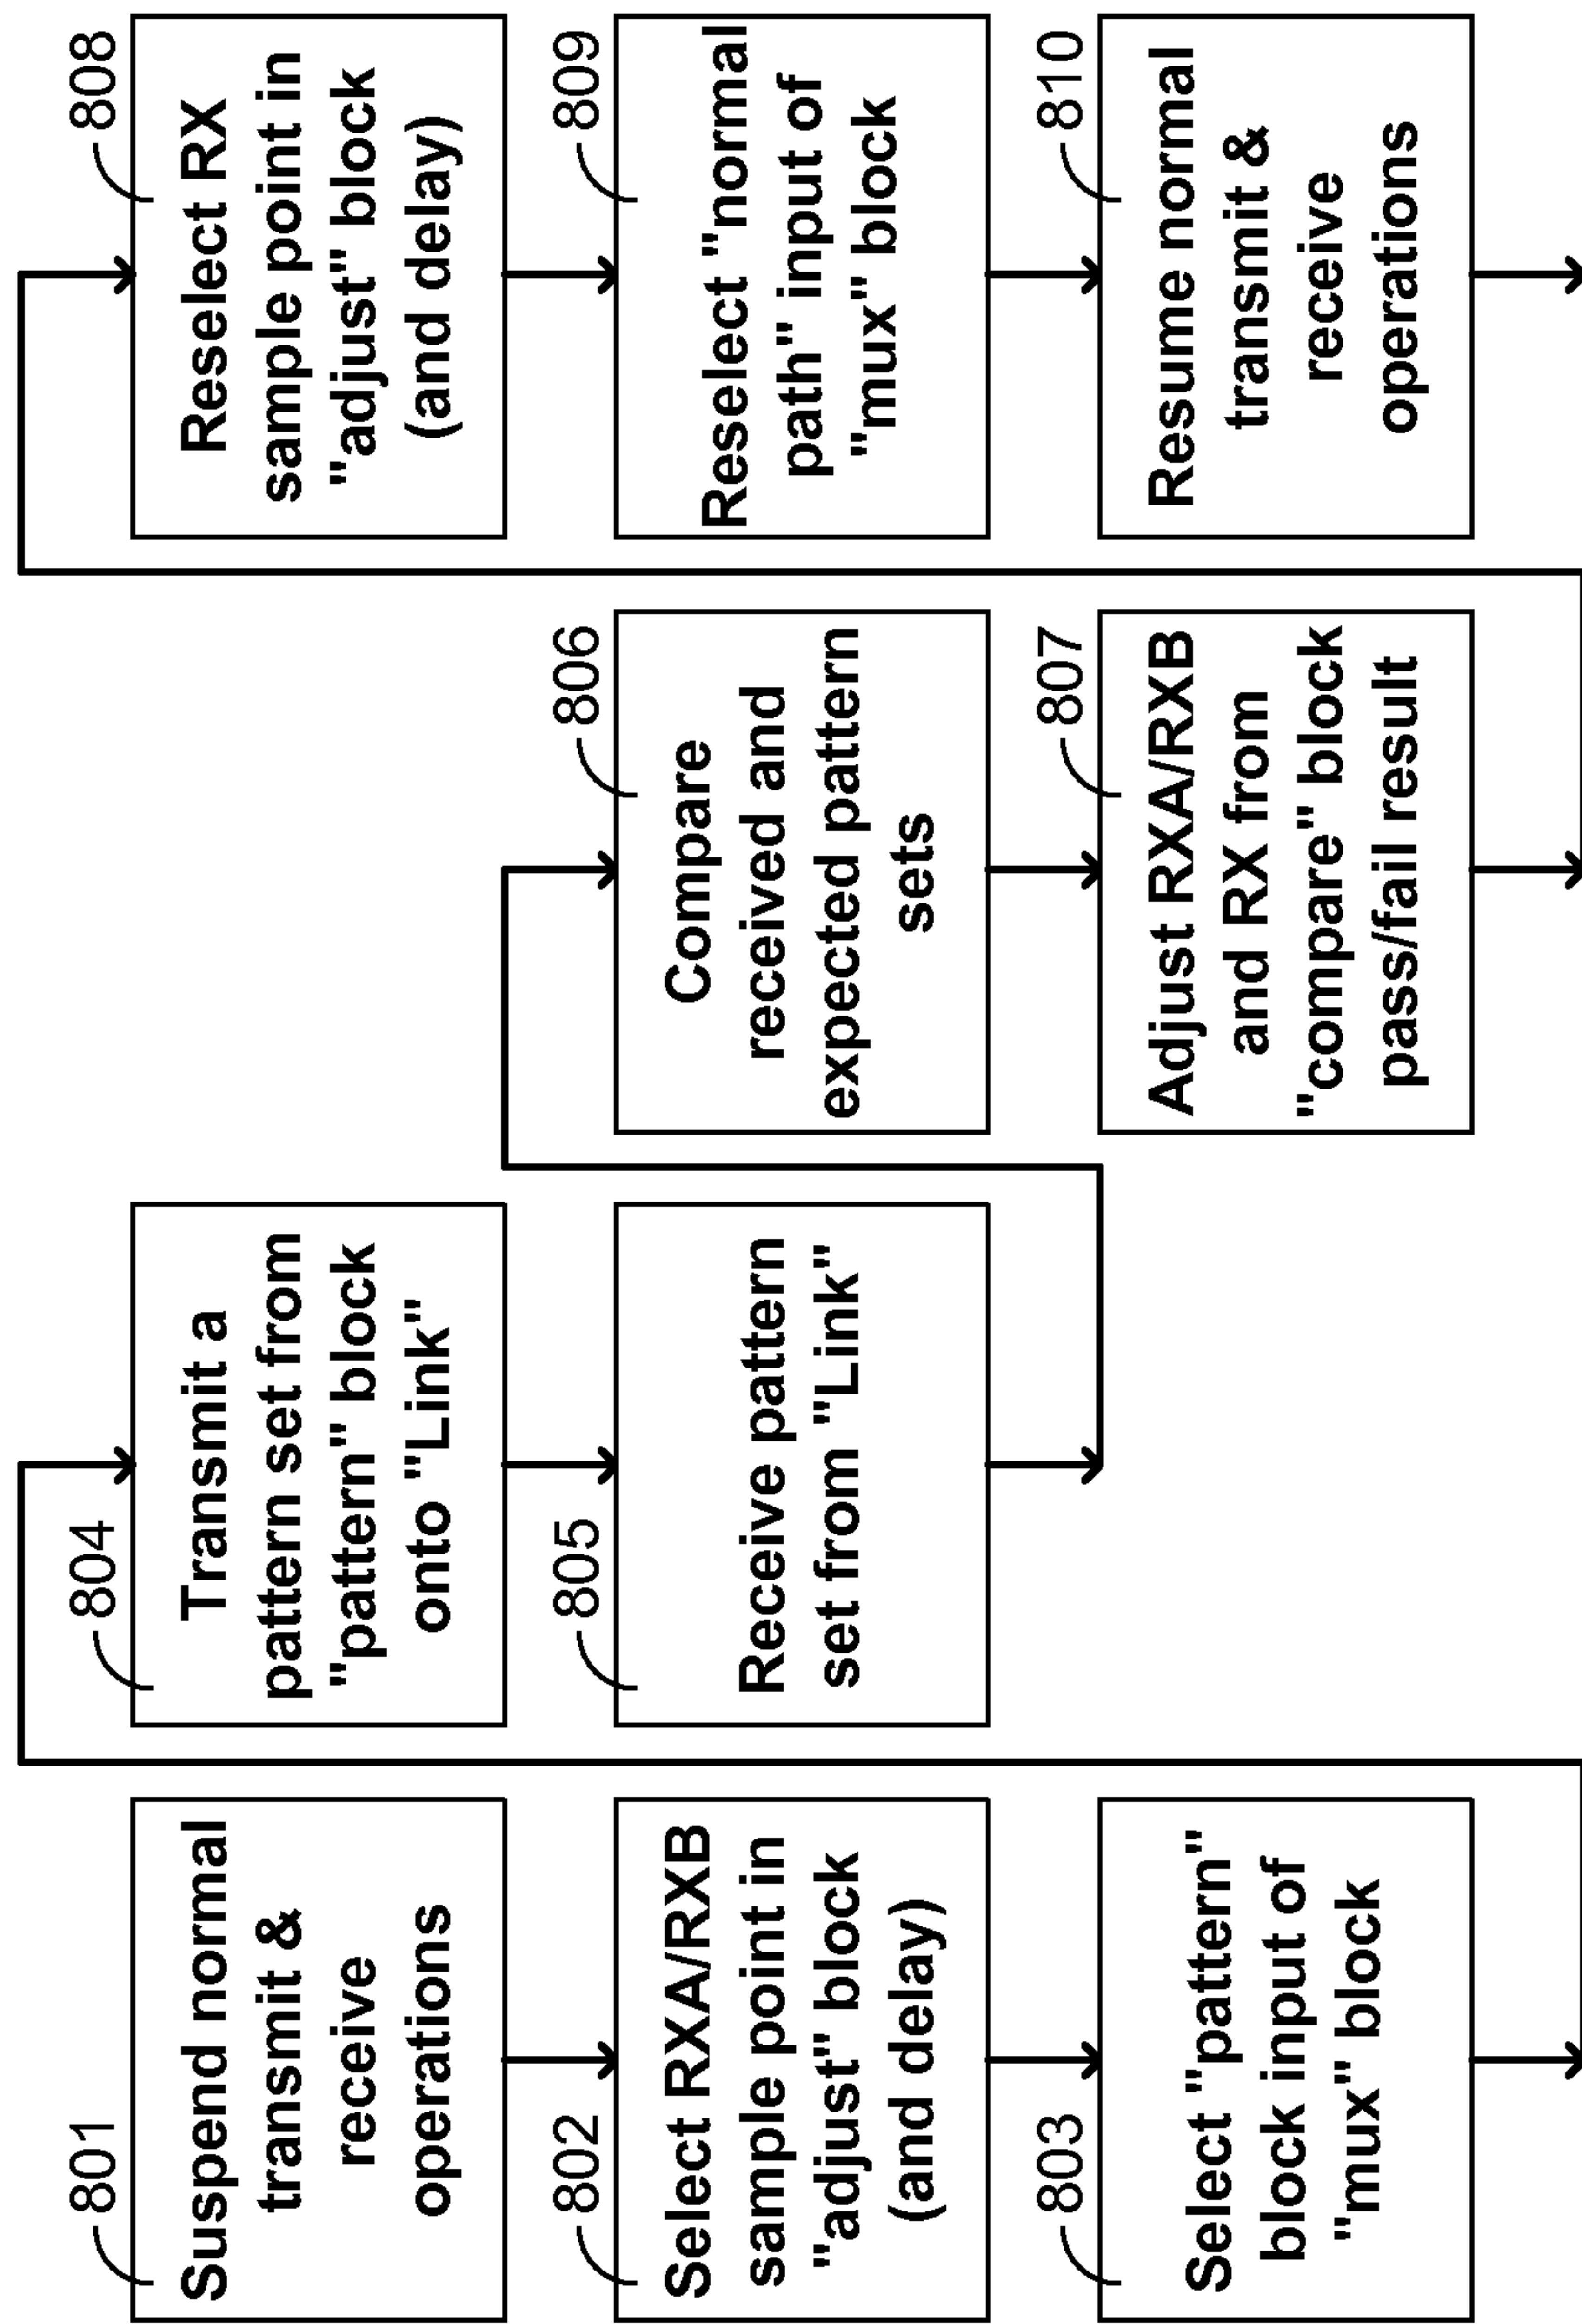 801
Suspend normal
transmit &
receive
operations
802
Select RXA/RXB
sample point in
"adjust" block
(and delay)
803
Select "pattern"
block input of
"mux" block
804
Transmit a
pattern set from
"pattern" block
onto "Link"
805
Receive pattern
set from "Link"
806
Compare
received and
expected pattern
sets
807
Adjust RXA/RXB
and RX from
"compare" block
pass/fail result
808
Reselect RX
sample point in
"adjust" block
(and delay)
809
Reselect "normal
path" input of
"mux" block
810
Resume normal
transmit &
receive
operations